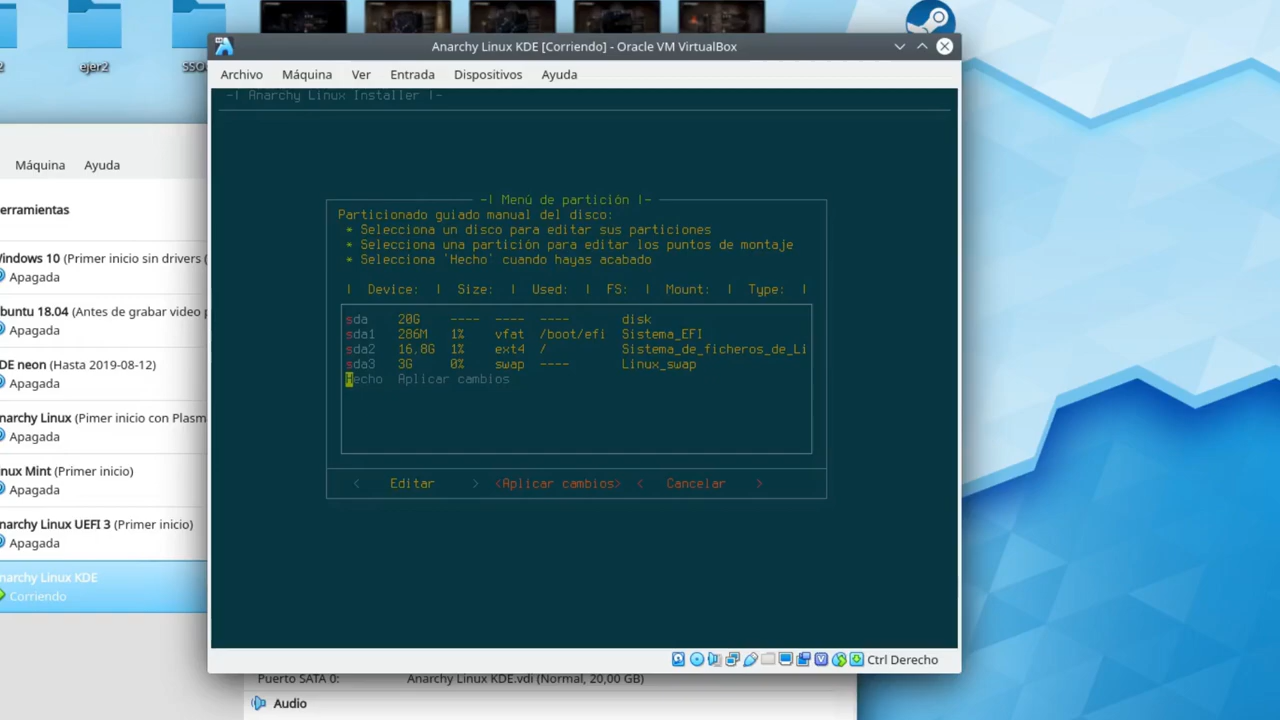 ejer2
SSO
Anarchy Linux KDE [Corriendo] - Oracle VM VirtualBox
Archivo Máquina Ver Entrada Dispositivos Ayuda
-| Anarchy Linux Installer |-
Máquina Ayuda
erramientas
Windows 10 (Primer inicio sin drivers (
Apagada
buntu 18.04 (Antes de grabar video p
Apagada
DE neon (Hasta 2019-08-12)
Apagada
narchy Linux (Pimer inicio con Plasm
Apagada
nux Mint (Primer inicio)
Apagada
narchy Linux UEFI 3 (Primer inicio)
Apagada
narchy Linux KDE
Corriendo
-| Menú de partición |-
Particionado guiado manual del disco:
* Selecciona un disco para editar sus particiones
* Selecciona una partición para editar los puntos de montaje
* Selecciona 'Hecho' cuando hayas acabado
| Device: | Size: | Used: | FS: | Mount: | Type: |
sda 20G ---- ---- ---- disk
sda1 286M 1% vfat /boot/efi Sistema_EFI
sda2 16,8G 1% ext4 / Sistema_de_ficheros_de_Li
sda3 3G 0% swap ---- Linux_swap
Hecho Aplicar cambios
< Editar > <Aplicar cambios> < Cancelar >
Ctrl Derecho
Puerto SATA 0: Anarchy Linux KDE.vdi (Normal, 20,00 GB)
Audio